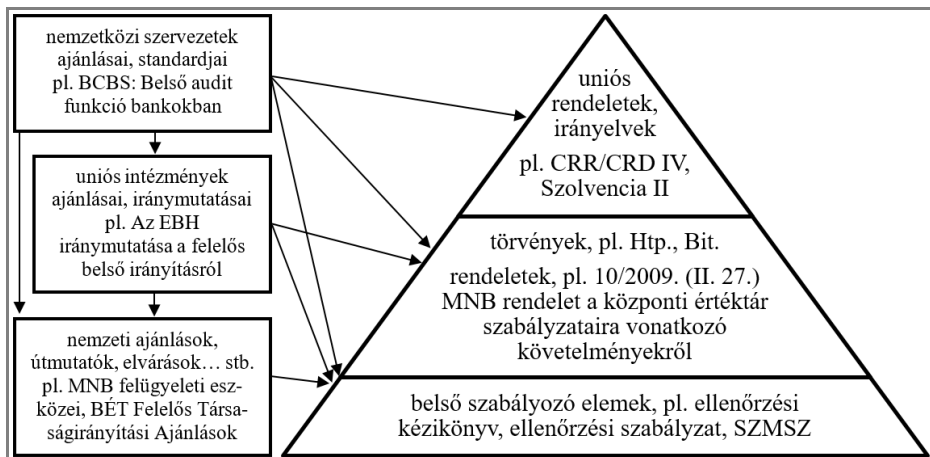 nemzetközi szervezetek
ajánlásai, standardjai
pl. BCBS: Belső audit
funkció bankokban
uniós intézmények
ajánlásai, iránymutatásai
pl. Az EBH
iránymutatása a felelős
belső irányításról
nemzeti ajánlások,
útmutatók, elvárások… stb.
pl. MNB felügyeleti esz-
közei, BÉT Felelős Társa-
ságirányítási Ajánlások
uniós
rendeletek,
irányelvek
pl. CRR/CRD IV,
Szolvencia II
törvények, pl. Htp., Bit.
rendeletek, pl. 10/2009. (II. 27.)
MNB rendelet a központi értéktár
szabályzataira vonatkozó
követelményekről
belső szabályozó elemek, pl. ellenőrzési
kézikönyv, ellenőrzési szabályzat, SZMSZ